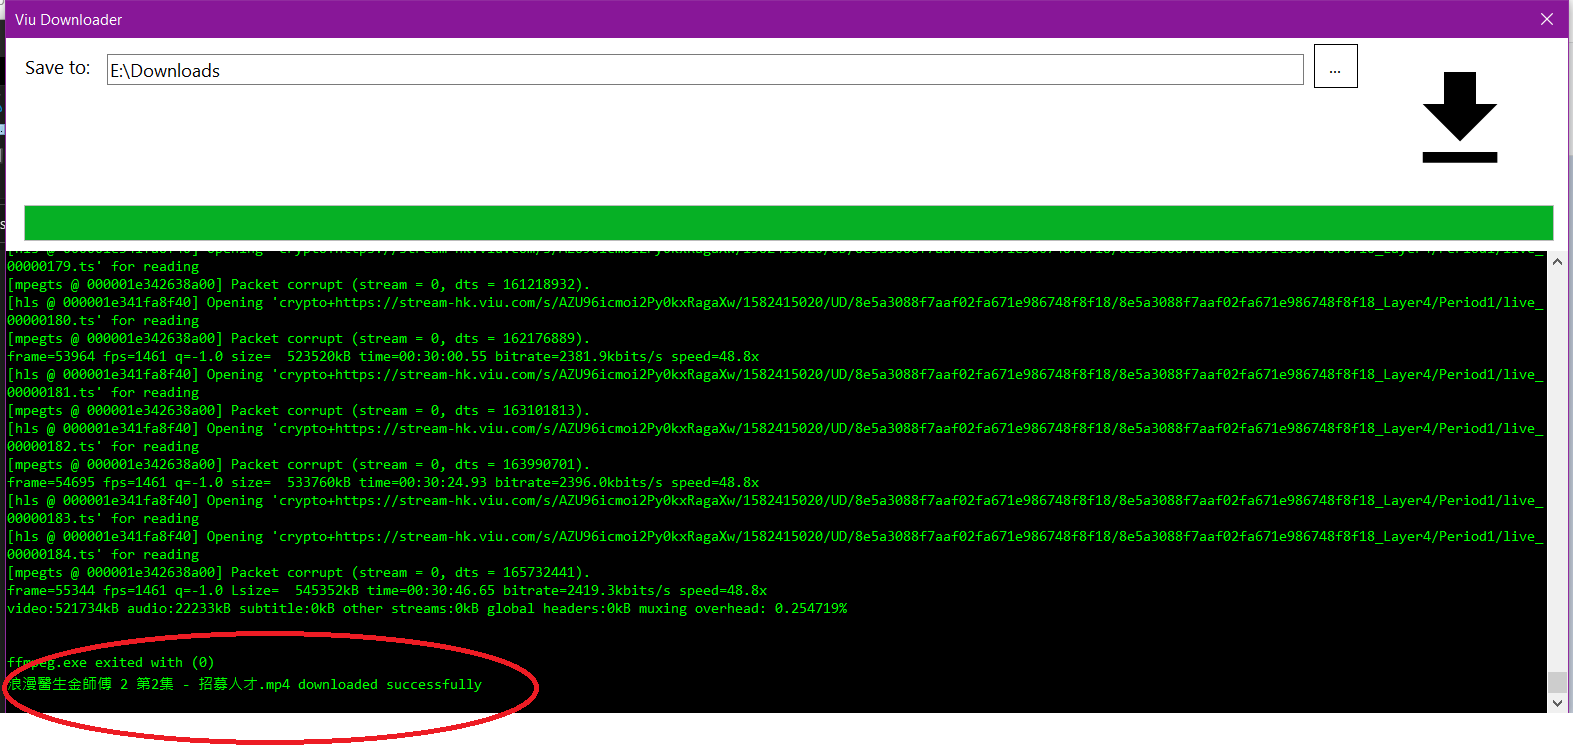 Viu Downloader
Save to:
E:\Downloads
...
00000179.ts' for reading
[mpegts @ 000001e342638a00] Packet corrupt (stream = 0, dts = 161218932).
[hls @ 000001e341fa8f40] Opening 'crypto+https://stream-hk.viu.com/s/AZU96icmoi2Py0kxRagaXw/1582415020/UD/8e5a3088f7aaf02fa671e986748f8f18/8e5a3088f7aaf02fa671e986748f8f18_Layer4/Period1/live_
00000180.ts' for reading
[mpegts @ 000001e342638a00] Packet corrupt (stream = 0, dts = 162176889).
frame=53964 fps=1461 q=-1.0 size=  523520kB time=00:30:00.55 bitrate=2381.9kbits/s speed=48.8x
[hls @ 000001e341fa8f40] Opening 'crypto+https://stream-hk.viu.com/s/AZU96icmoi2Py0kxRagaXw/1582415020/UD/8e5a3088f7aaf02fa671e986748f8f18/8e5a3088f7aaf02fa671e986748f8f18_Layer4/Period1/live_
00000181.ts' for reading
[mpegts @ 000001e342638a00] Packet corrupt (stream = 0, dts = 163101813).
[hls @ 000001e341fa8f40] Opening 'crypto+https://stream-hk.viu.com/s/AZU96icmoi2Py0kxRagaXw/1582415020/UD/8e5a3088f7aaf02fa671e986748f8f18/8e5a3088f7aaf02fa671e986748f8f18_Layer4/Period1/live_
00000182.ts' for reading
[mpegts @ 000001e342638a00] Packet corrupt (stream = 0, dts = 163990701).
frame=54695 fps=1461 q=-1.0 size=  533760kB time=00:30:24.93 bitrate=2396.0kbits/s speed=48.8x
[hls @ 000001e341fa8f40] Opening 'crypto+https://stream-hk.viu.com/s/AZU96icmoi2Py0kxRagaXw/1582415020/UD/8e5a3088f7aaf02fa671e986748f8f18/8e5a3088f7aaf02fa671e986748f8f18_Layer4/Period1/live_
00000183.ts' for reading
[hls @ 000001e341fa8f40] Opening 'crypto+https://stream-hk.viu.com/s/AZU96icmoi2Py0kxRagaXw/1582415020/UD/8e5a3088f7aaf02fa671e986748f8f18/8e5a3088f7aaf02fa671e986748f8f18_Layer4/Period1/live_
00000184.ts' for reading
[mpegts @ 000001e342638a00] Packet corrupt (stream = 0, dts = 165732441).
frame=55344 fps=1461 q=-1.0 Lsize=  545352kB time=00:30:46.65 bitrate=2419.3kbits/s speed=48.8x
video:521734kB audio:22233kB subtitle:0kB other streams:0kB global headers:0kB muxing overhead: 0.254719%
ffmpeg.exe exited with (0)
浪漫醫生金師傅 2 第2集 - 招募人才.mp4 downloaded successfully